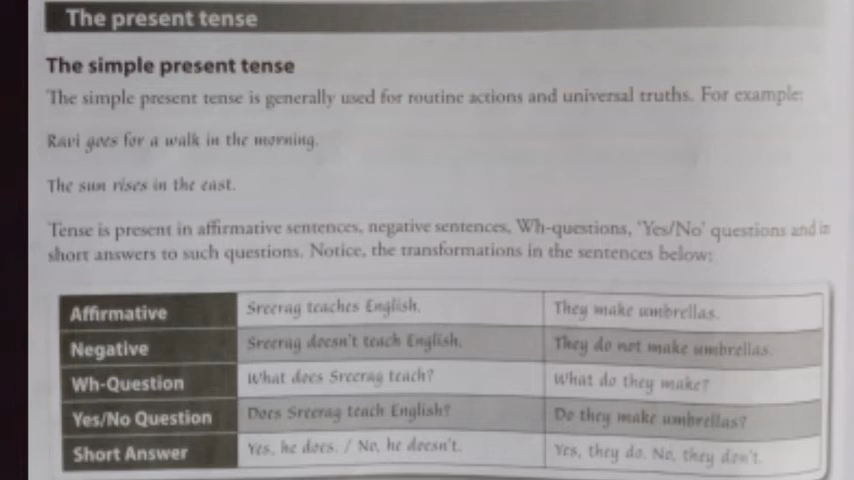 The present tense
The simple present tense
The simple present tense is generally used for routine actions and universal truths. For example:
Ravi goes for a walk in the morning.
The sun rises in the east.
Tense is present in affirmative sentences, negative sentences, Wh-questions, 'Yes/No' questions and in
short answers to such questions. Notice, the transformations in the sentences below:
Affirmative Sreerag teaches English. They make umbrellas.
Negative Sreerag doesn't teach English. They do not make umbrellas.
Wh-Question What does Sreerag teach? What do they make?
Yes/No Question Does Sreerag teach English? Do they make umbrellas?
Short Answer Yes, he does. / No, he doesn't. Yes, they do. No, they don't.